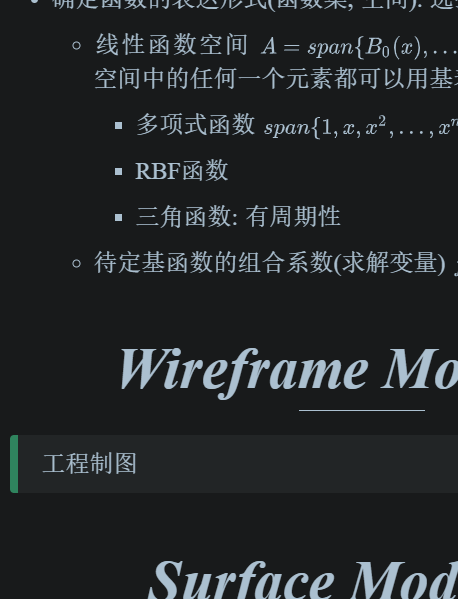 确定函数的表达形式(函数集, 空间): 选
线性函数空间 A = span{B₀(x), ...
空间中的任何一个元素都可以用基
多项式函数 span{1, x, x², ..., xⁿ
RBF函数
三角函数: 有周期性
待定基函数的组合系数(求解变量)
Wireframe Mo
工程制图
Surface Mod